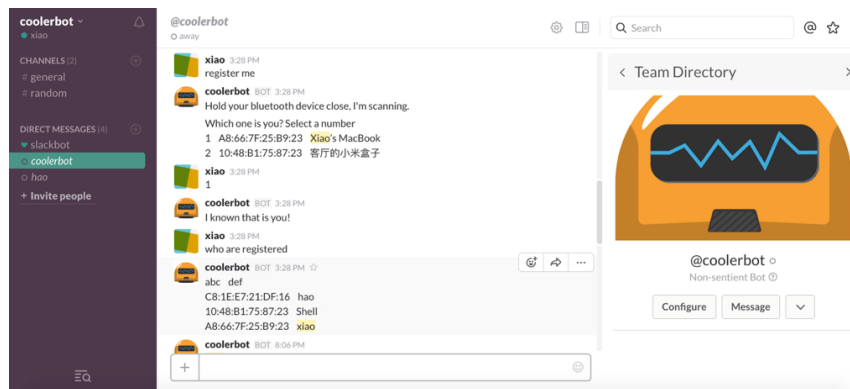 coolerbot
xiao
CHANNELS (2)
# general
# random
DIRECT MESSAGES (4)
slackbot
coolerbot
hao
+ Invite people
@coolerbot
away
xiao 3:28 PM
register me
coolerbot BOT 3:28 PM
Hold your bluetooth device close, I'm scanning.
Which one is you? Select a number
1 A8:66:7F:25:B9:23 Xiao's MacBook
2 10:48:B1:75:87:23 客厅的小米盒子
xiao 3:28 PM
1
coolerbot BOT 3:28 PM
I known that is you!
xiao 3:28 PM
who are registered
coolerbot BOT 3:28 PM
abc def
C8:1E:E7:21:DF:16 hao
10:48:B1:75:87:23 Shell
A8:66:7F:25:B9:23 xiao
coolerbot BOT 8:06 PM
Search
Team Directory
@coolerbot
Non-sentient Bot
Configure
Message